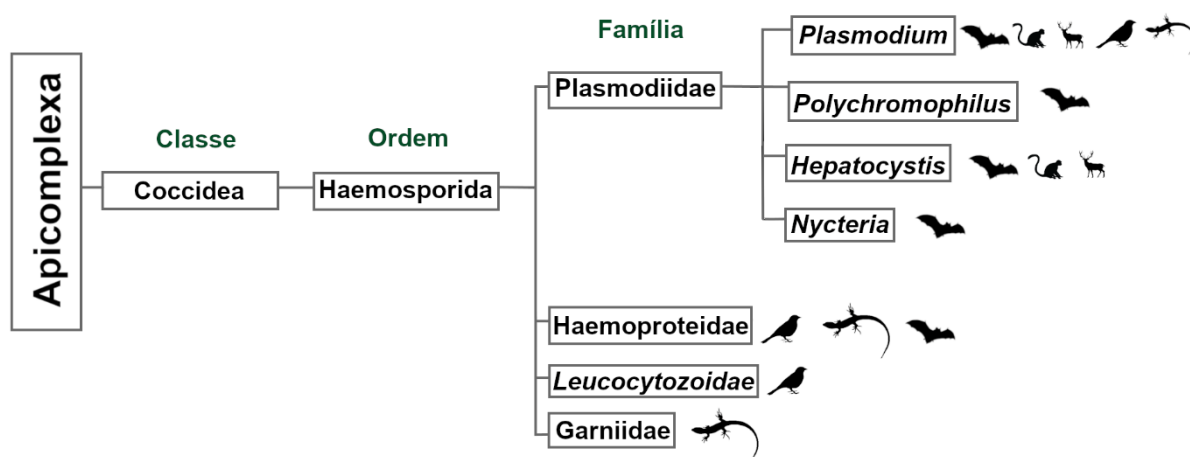 Apicomplexa
Classe
Coccidea
Ordem
Haemosporida
Família
Plasmodiidae
Plasmodium
Polychromophilus
Hepatocystis
Nycteria
Haemoproteidae
Leucocytozoidae
Garniidae